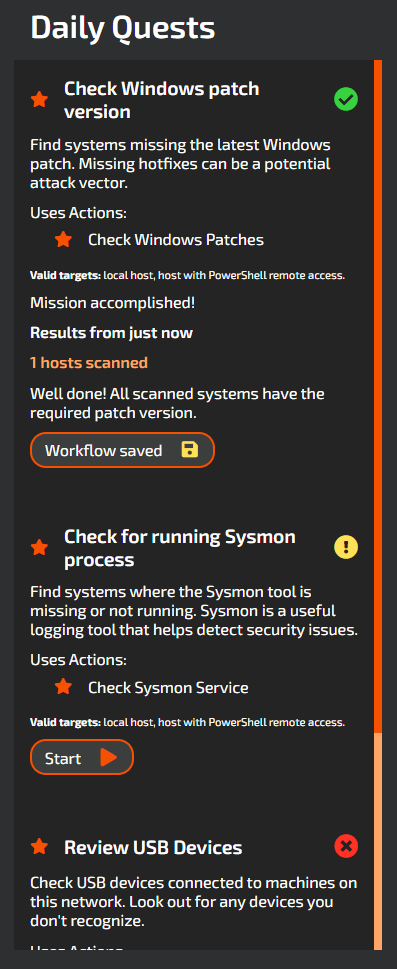 Daily Quests
Check Windows patch
version
Find systems missing the latest Windows
patch. Missing hotfixes can be a potential
attack vector.
Uses Actions:
Check Windows Patches
Valid targets: local host, host with PowerShell remote access.
Mission accomplished!
Results from just now
1 hosts scanned
Well done! All scanned systems have the
required patch version.
Workflow saved
Check for running Sysmon
process
Find systems where the Sysmon tool is
missing or not running. Sysmon is a useful
logging tool that helps detect security issues.
Uses Actions:
Check Sysmon Service
Valid targets: local host, host with PowerShell remote access.
Start
Review USB Devices
Check USB devices connected to machines on
this network. Look out for any devices you
don't recognize.
Uses Actions